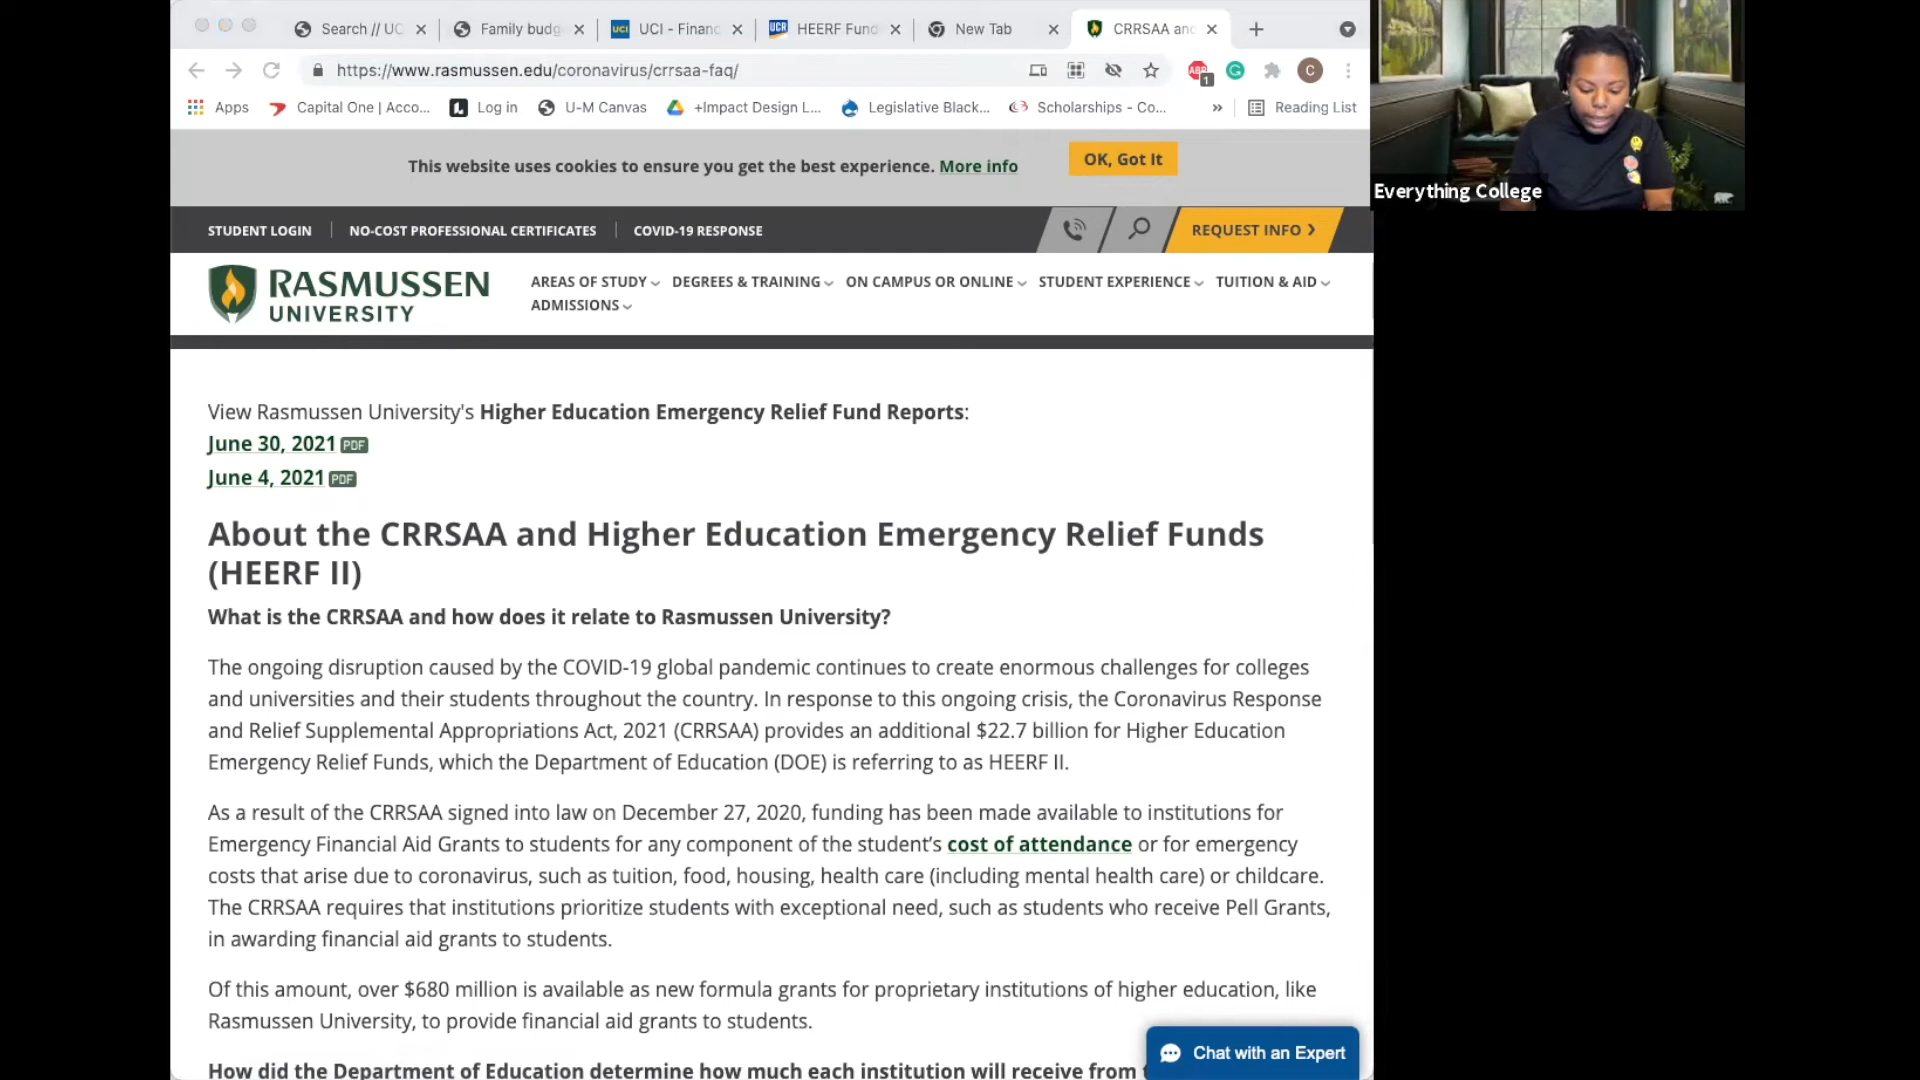 Search // UC
Family budg
UCI UCI - Financ
UCR HEERF Fund
New Tab
CRRSAA and
https://www.rasmussen.edu/coronavirus/crrsaa-faq/
ABP
1
C
Apps
Capital One | Acco...
Log in
U-M Canvas
+Impact Design L...
Legislative Black...
Scholarships - Co...
»
Reading List
This website uses cookies to ensure you get the best experience. More info
OK, Got It
Everything College
STUDENT LOGIN
NO-COST PROFESSIONAL CERTIFICATES
COVID-19 RESPONSE
REQUEST INFO
RASMUSSEN
UNIVERSITY
AREAS OF STUDY
DEGREES & TRAINING
ON CAMPUS OR ONLINE
STUDENT EXPERIENCE
TUITION & AID
ADMISSIONS
View Rasmussen University's Higher Education Emergency Relief Fund Reports:
June 30, 2021 PDF
June 4, 2021 PDF
About the CRRSAA and Higher Education Emergency Relief Funds
(HEERF II)
What is the CRRSAA and how does it relate to Rasmussen University?
The ongoing disruption caused by the COVID-19 global pandemic continues to create enormous challenges for colleges
and universities and their students throughout the country. In response to this ongoing crisis, the Coronavirus Response
and Relief Supplemental Appropriations Act, 2021 (CRRSAA) provides an additional $22.7 billion for Higher Education
Emergency Relief Funds, which the Department of Education (DOE) is referring to as HEERF II.
As a result of the CRRSAA signed into law on December 27, 2020, funding has been made available to institutions for
Emergency Financial Aid Grants to students for any component of the student’s cost of attendance or for emergency
costs that arise due to coronavirus, such as tuition, food, housing, health care (including mental health care) or childcare.
The CRRSAA requires that institutions prioritize students with exceptional need, such as students who receive Pell Grants,
in awarding financial aid grants to students.
Of this amount, over $680 million is available as new formula grants for proprietary institutions of higher education, like
Rasmussen University, to provide financial aid grants to students.
Chat with an Expert
How did the Department of Education determine how much each institution will receive from